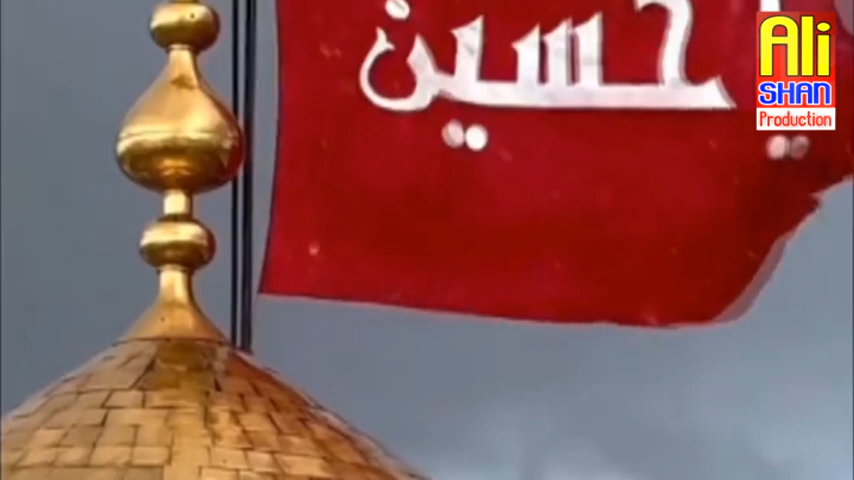 حسين
Ali
SHAN
Production